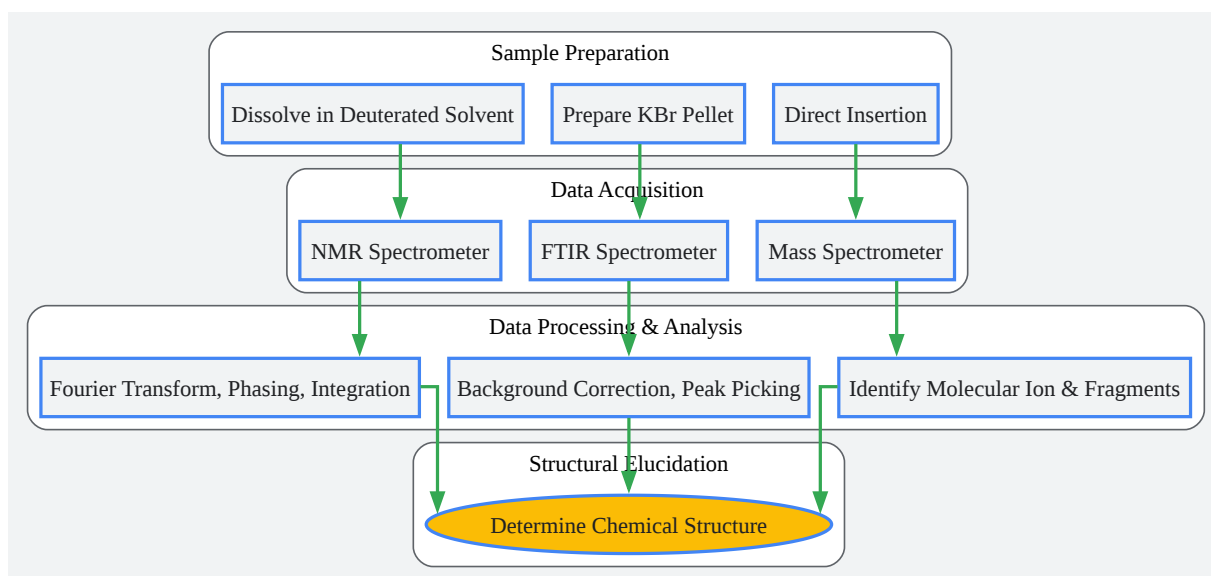 Sample Preparation
Dissolve in Deuterated Solvent
Prepare KBr Pellet
Direct Insertion
Data Acquisition
NMR Spectrometer
FTIR Spectrometer
Mass Spectrometer
Data Processing & Analysis
Fourier Transform, Phasing, Integration
Background Correction, Peak Picking
Identify Molecular Ion & Fragments
Structural Elucidation
Determine Chemical Structure